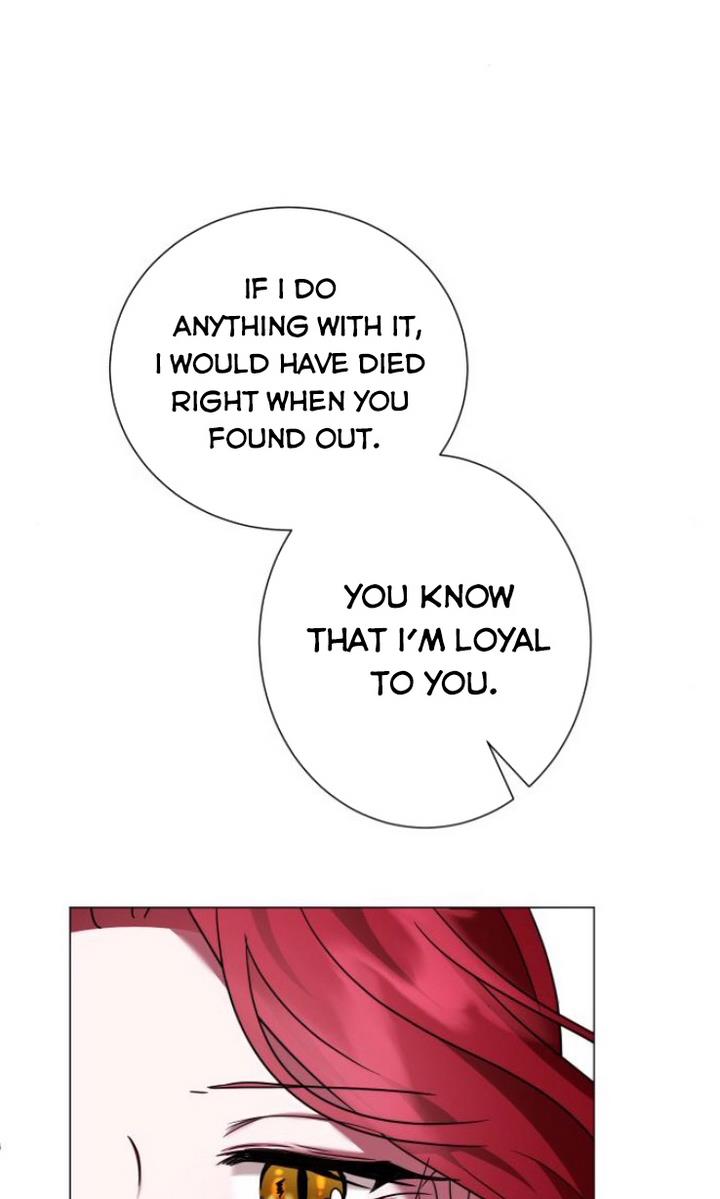 IF I DO
ANYTHING WITH IT,
I WOULD HAVE DIED
RIGHT WHEN YOU
FOUND OUT.
YOU KNOW
THAT I'M LOYAL
TO YOU.